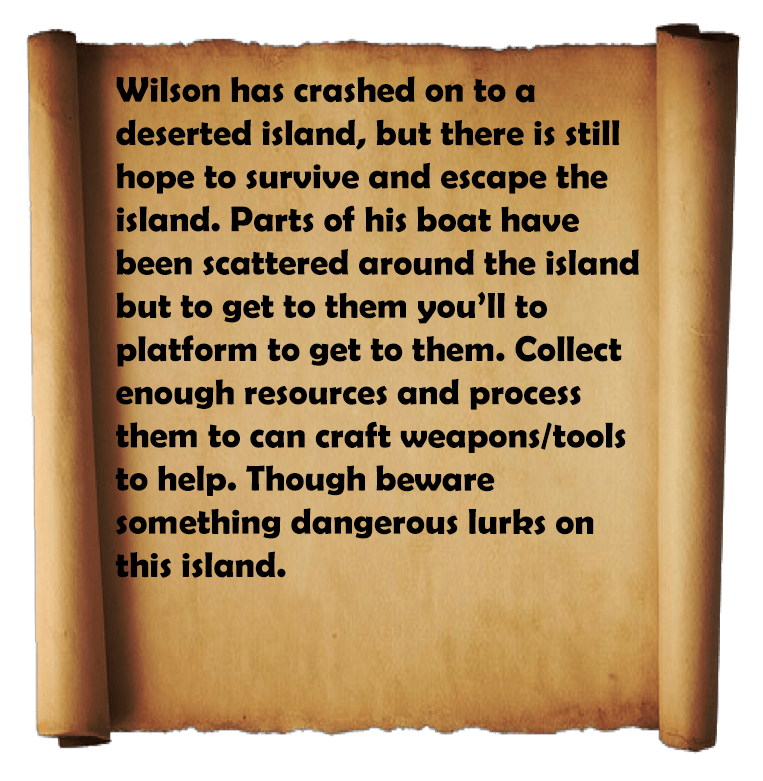 Wilson has crashed on to a
deserted island, but there is still
hope to survive and escape the
island. Parts of his boat have
been scattered around the island
but to get to them you’ll to
platform to get to them. Collect
enough resources and process
them to can craft weapons/tools
to help. Though beware
something dangerous lurks on
this island.